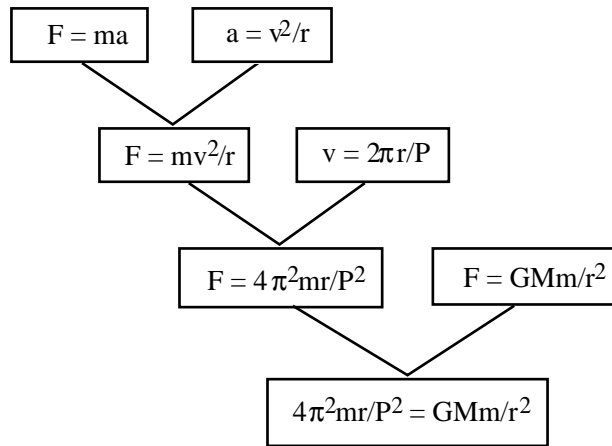 F = ma
a = v²/r
F = mv²/r
v = 2πr/P
F = 4π²mr/P²
F = GMm/r²
4π²mr/P² = GMm/r²